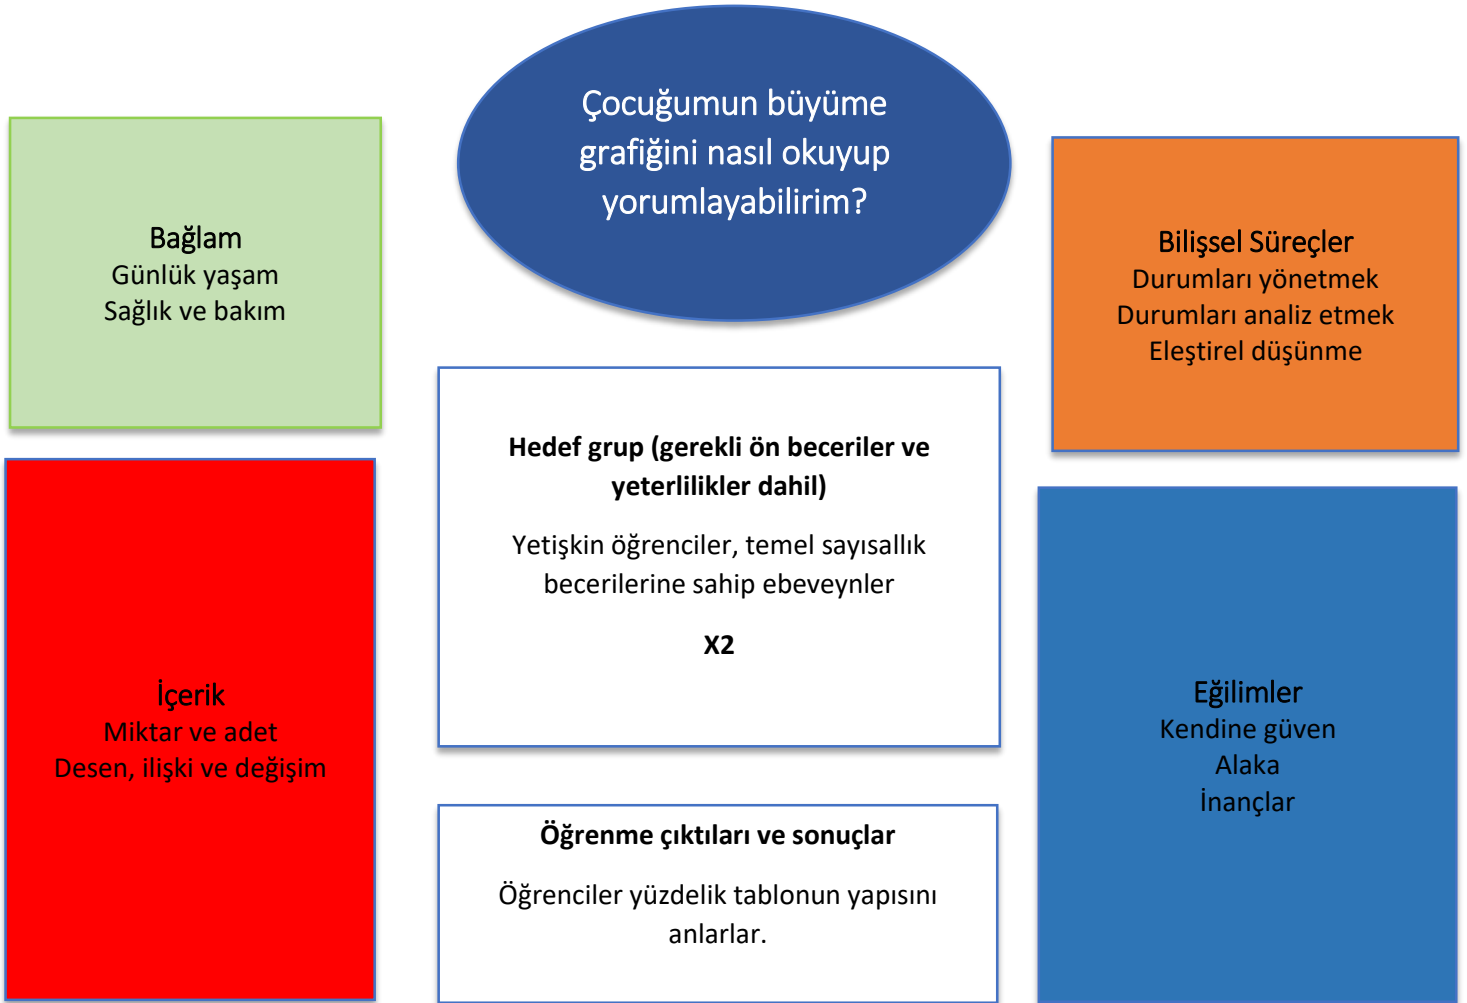 Çocuğumun büyüme
grafiğini nasıl okuyup
yorumlayabilirim?
Bağlam
Günlük yaşam
Sağlık ve bakım
Bilişsel Süreçler
Durumları yönetmek
Durumları analiz etmek
Eleştirel düşünme
Hedef grup (gerekli ön beceriler ve
yeterlilikler dahil)
Yetişkin öğrenciler, temel sayısallık
becerilerine sahip ebeveynler
X2
İçerik
Miktar ve adet
Desen, ilişki ve değişim
Eğilimler
Kendine güven
Alaka
İnançlar
Öğrenme çıktıları ve sonuçlar
Öğrenciler yüzdelik tablonun yapısını
anlarlar.